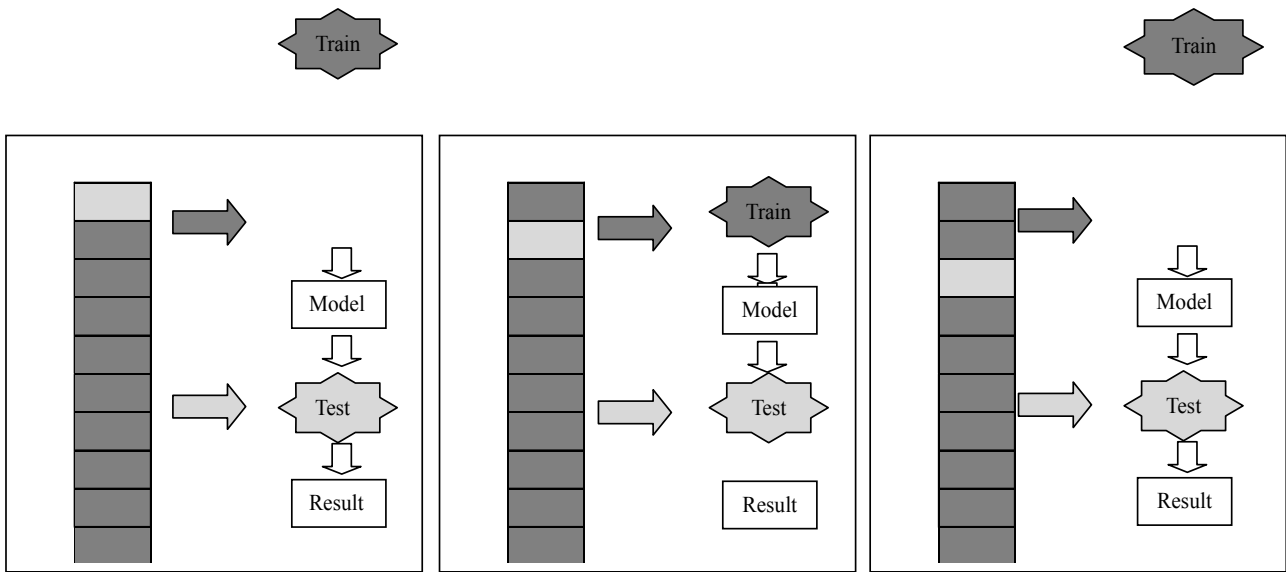 Train
Train
Model
Test
Result
Train
Model
Test
Result
Model
Test
Result